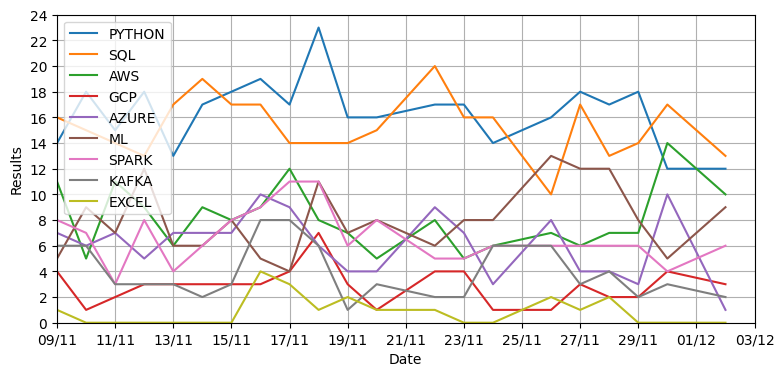 24
22
20
18
16
14
12
10
8
6
4
2
0
Results
PYTHON
SQL
AWS
GCP
AZURE
ML
SPARK
KAFKA
EXCEL
09/11 11/11 13/11 15/11 17/11 19/11 21/11 23/11 25/11 27/11 29/11 01/12 03/12
Date